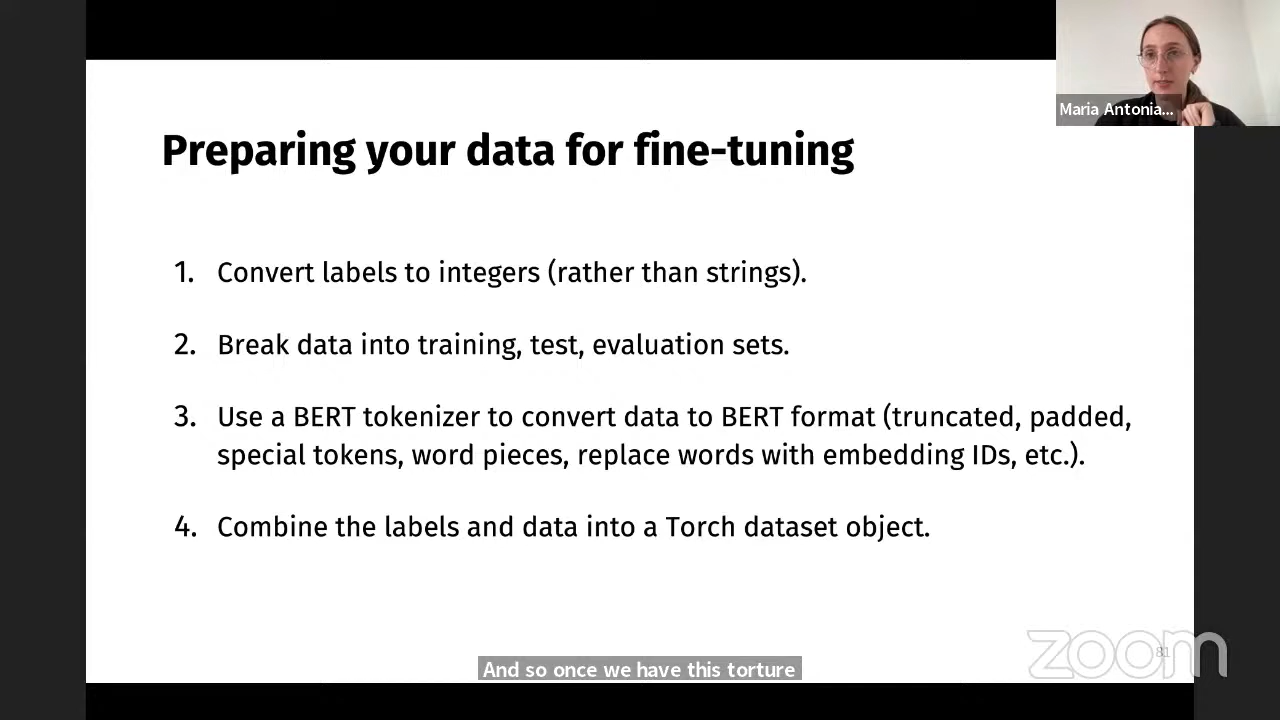 Maria Antonia...
Preparing your data for fine-tuning
1. Convert labels to integers (rather than strings).
2. Break data into training, test, evaluation sets.
3. Use a BERT tokenizer to convert data to BERT format (truncated, padded,
special tokens, word pieces, replace words with embedding IDs, etc.).
4. Combine the labels and data into a Torch dataset object.
81
zoom
And so once we have this torture